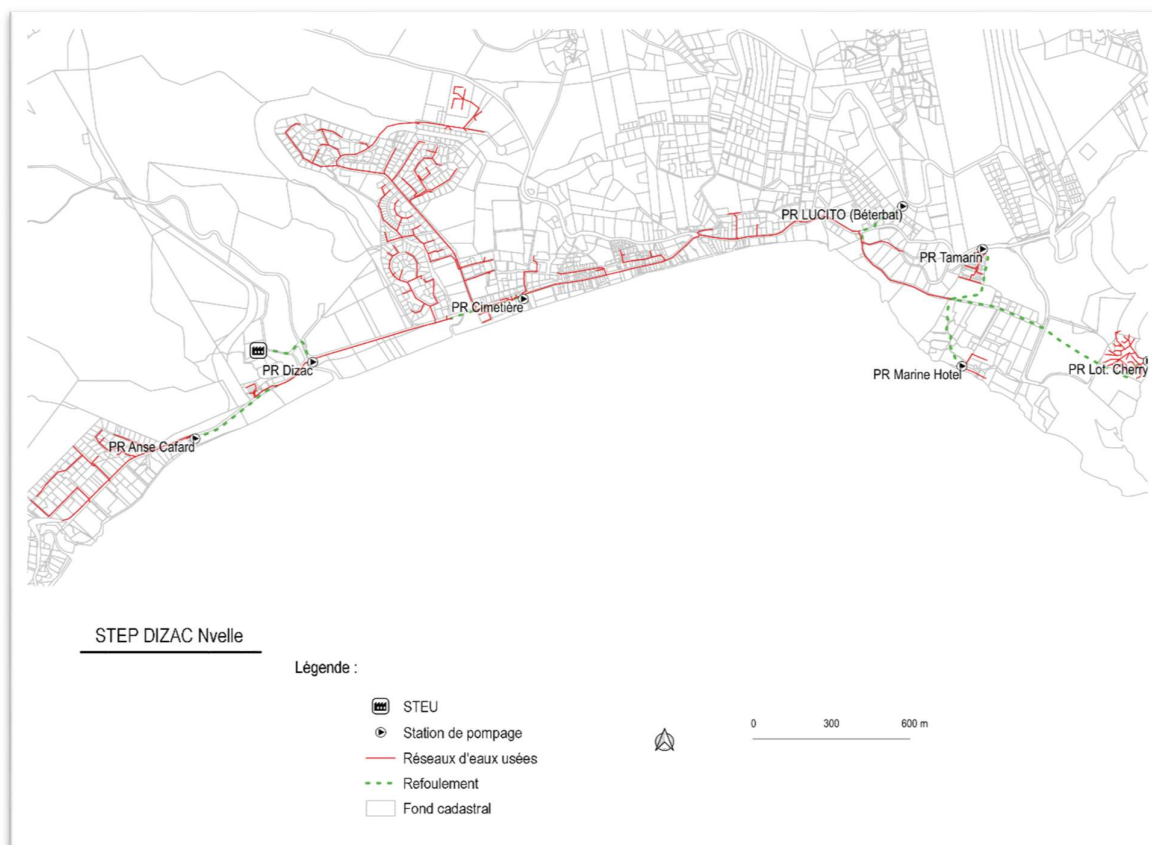 PR LUCITO (Béterbat)
PR Tamarin
PR Cimetière
PR Dizac
PR Marine Hotel
PR Lot. Cherry
PR Anse Cafard
STEP DIZAC Nvelle
Légende :
STEU
Station de pompage
Réseaux d'eaux usées
Refoulement
Fond cadastral
0 300 600 m